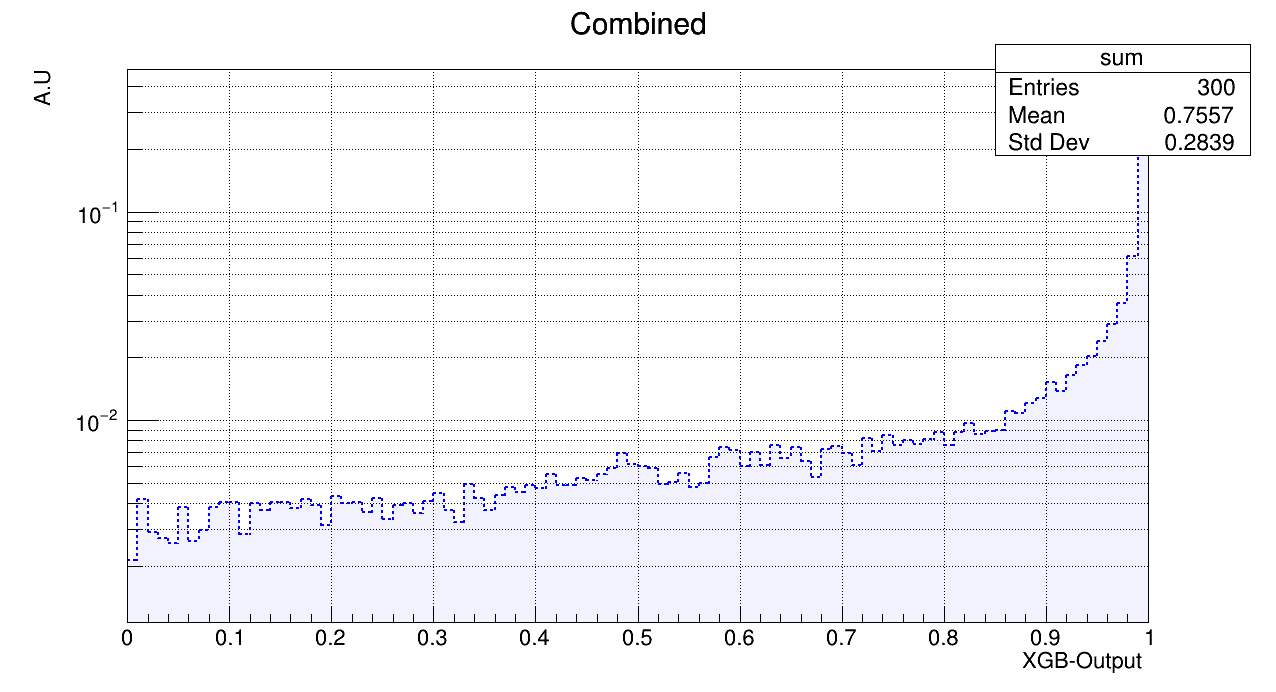 Combined
A.U
sum
Entries 300
Mean 0.7557
Std Dev 0.2839
10−1
10−2
0 0.1 0.2 0.3 0.4 0.5 0.6 0.7 0.8 0.9 1
XGB-Output